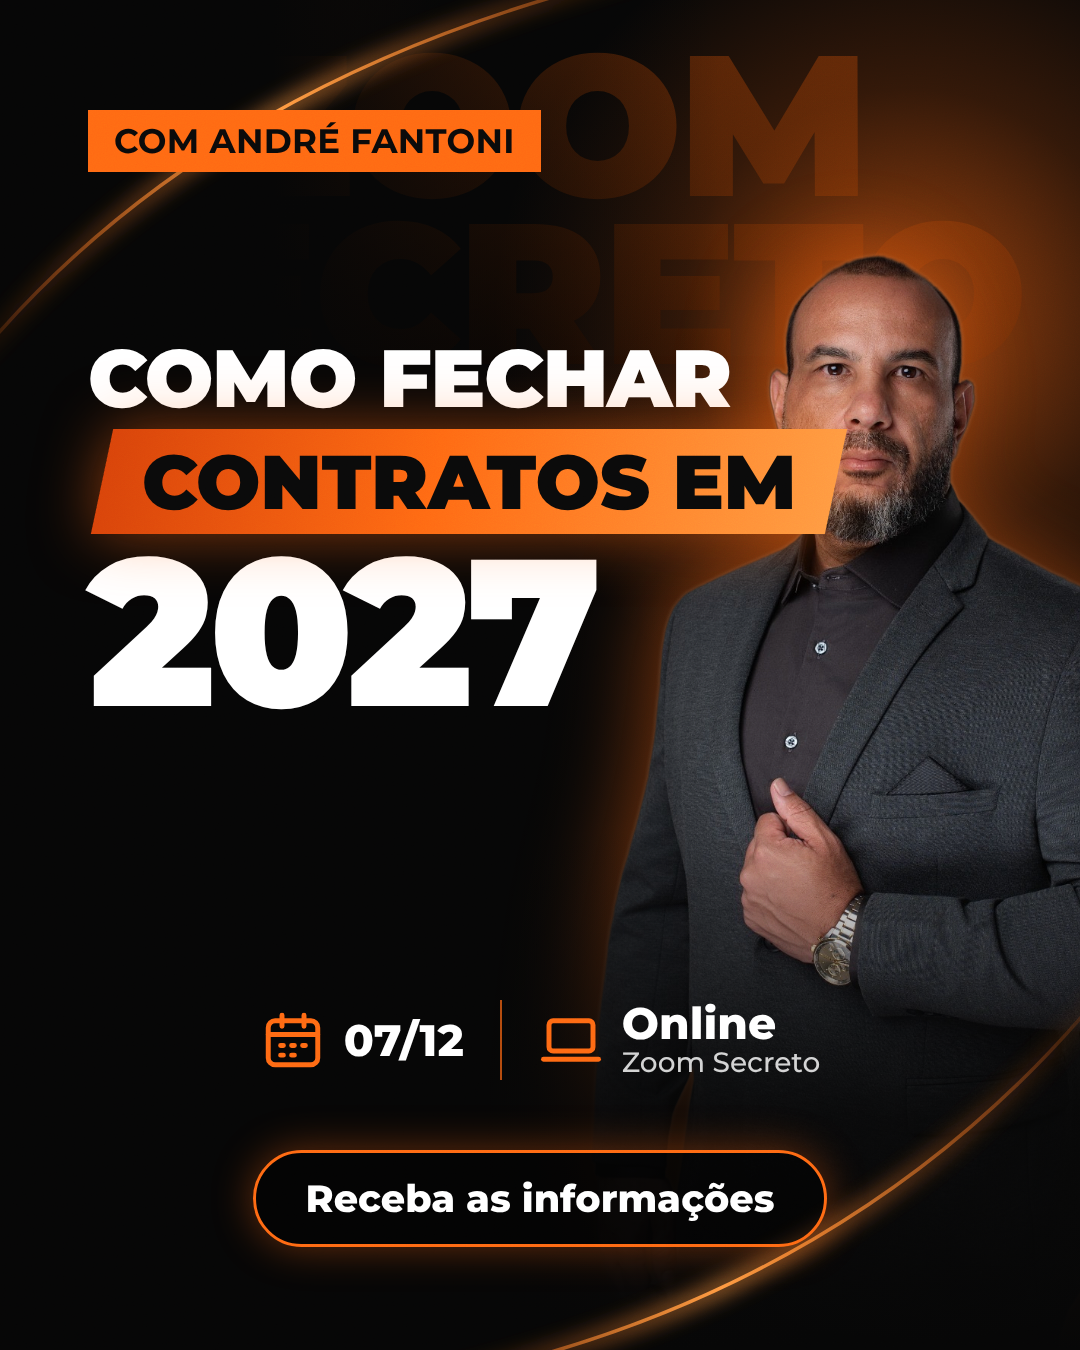 COM ANDRÉ FANTONI
COMO FECHAR
CONTRATOS EM
2027
07/12
Online
Zoom Secreto
Receba as informações